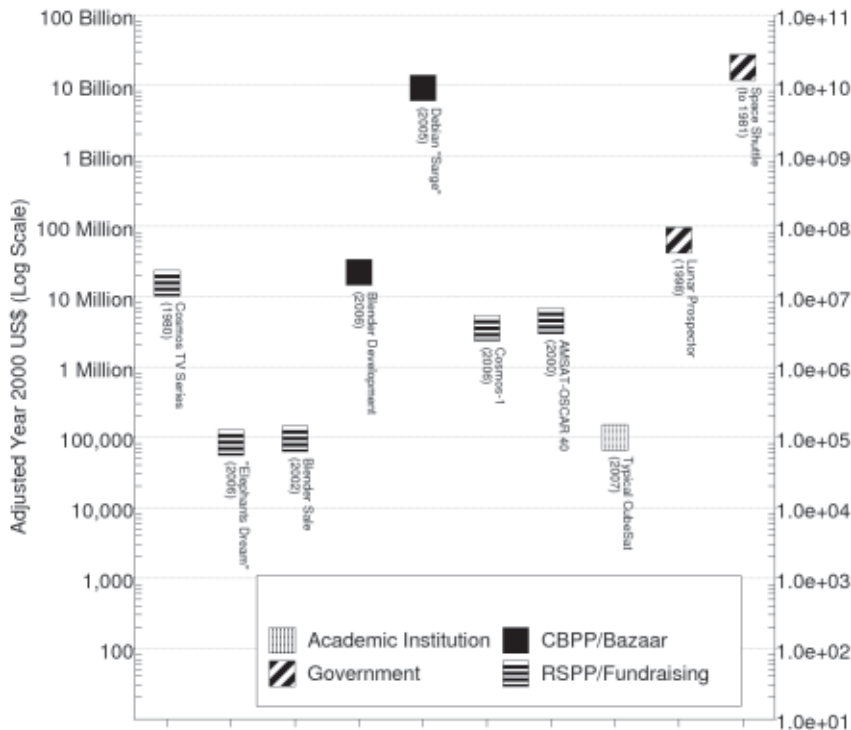 100 Billion
10 Billion
1 Billion
100 Million
10 Million
1 Million
100,000
10,000
1,000
100
Adjusted Year 2000 US$ (Log Scale)
1.0e+11
1.0e+10
1.0e+09
1.0e+08
1.0e+07
1.0e+06
1.0e+05
1.0e+04
1.0e+03
1.0e+02
1.0e+01
Cosmos TV Series
(1980)
"Elephants Dream"
(2006)
Blender Sale
(2002)
Blender Development
(2006)
Debian "Sarge"
(2005)
Cosmos-1
(2006)
AMSAT-OSCAR 40
(2000)
Typical CubeSat
(2007)
Lunar Prospector
(1998)
Space Shuttle
(to 1981)
Academic Institution
Government
CBPP/Bazaar
RSPP/Fundraising